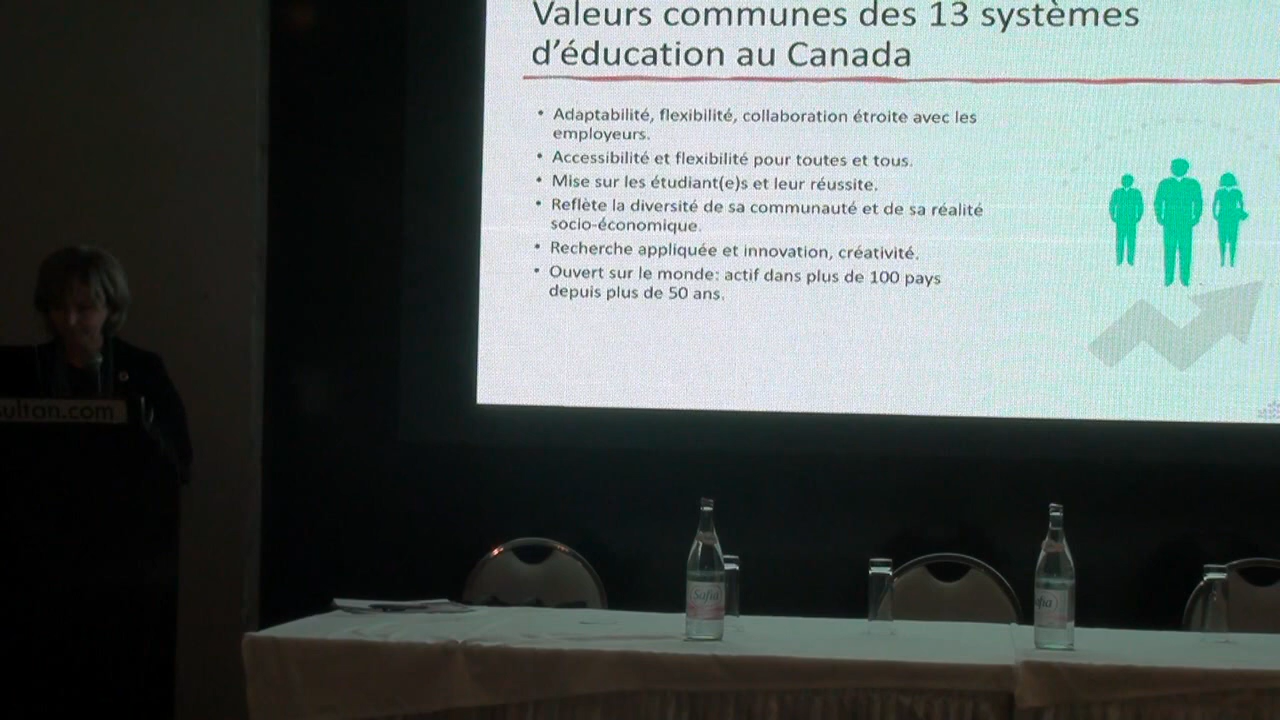 Valeurs communes des 13 systèmes
d'éducation au Canada
• Adaptabilité, flexibilité, collaboration étroite avec les
employeurs.
• Accessibilité et flexibilité pour toutes et tous.
• Mise sur les étudiant(e)s et leur réussite.
• Reflète la diversité de sa communauté et de sa réalité
socio-économique.
• Recherche appliquée et innovation, créativité.
• Ouvert sur le monde: actif dans plus de 100 pays
depuis plus de 50 ans.
sultan.com
Safia
afia